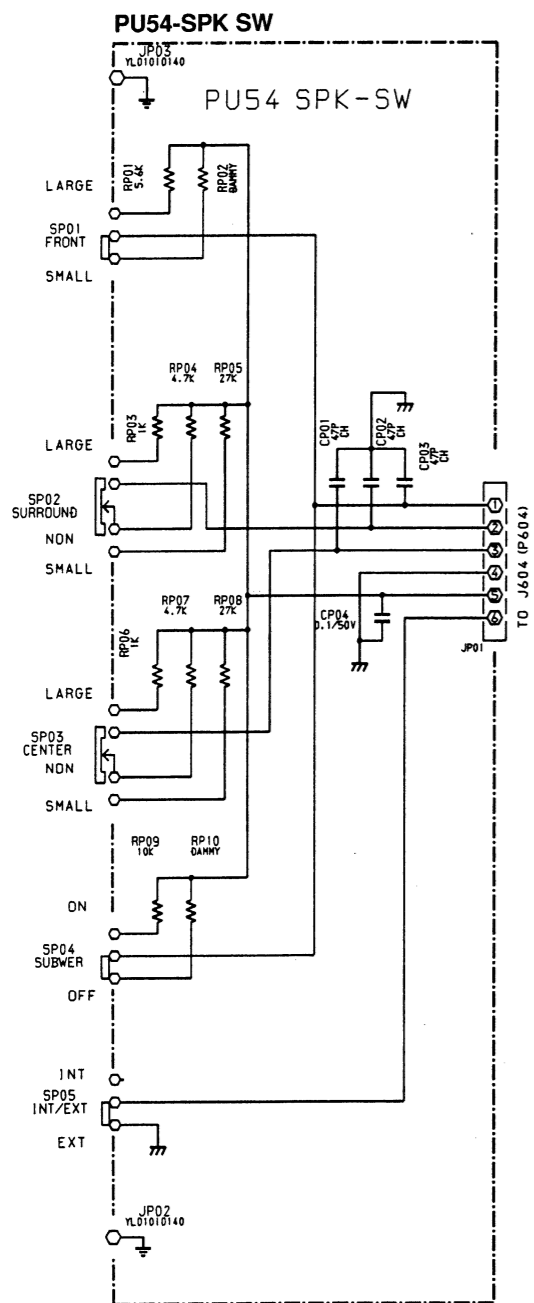 PU54-SPK SW
JP03
YLD1010140
PU54 SPK-SW
RP01
5.6K
RP02
DAMMY
LARGE
SP01
FRONT
SMALL
RP04
4.7K
RP05
27K
RP03
1K
CP01
47P
CH
CP02
47P
CH
CP03
47P
CH
LARGE
SP02
SURROUND
NON
SMALL
1
2
3
4
5
6
TO J604 (P604)
JP01
RP07
4.7K
RP08
27K
CP04
0.1/50V
RP06
1K
LARGE
SP03
CENTER
NON
SMALL
RP09
10K
RP10
DAMMY
ON
SP04
SUBWER
OFF
INT
SP05
INT/EXT
EXT
JP02
YLD1010140